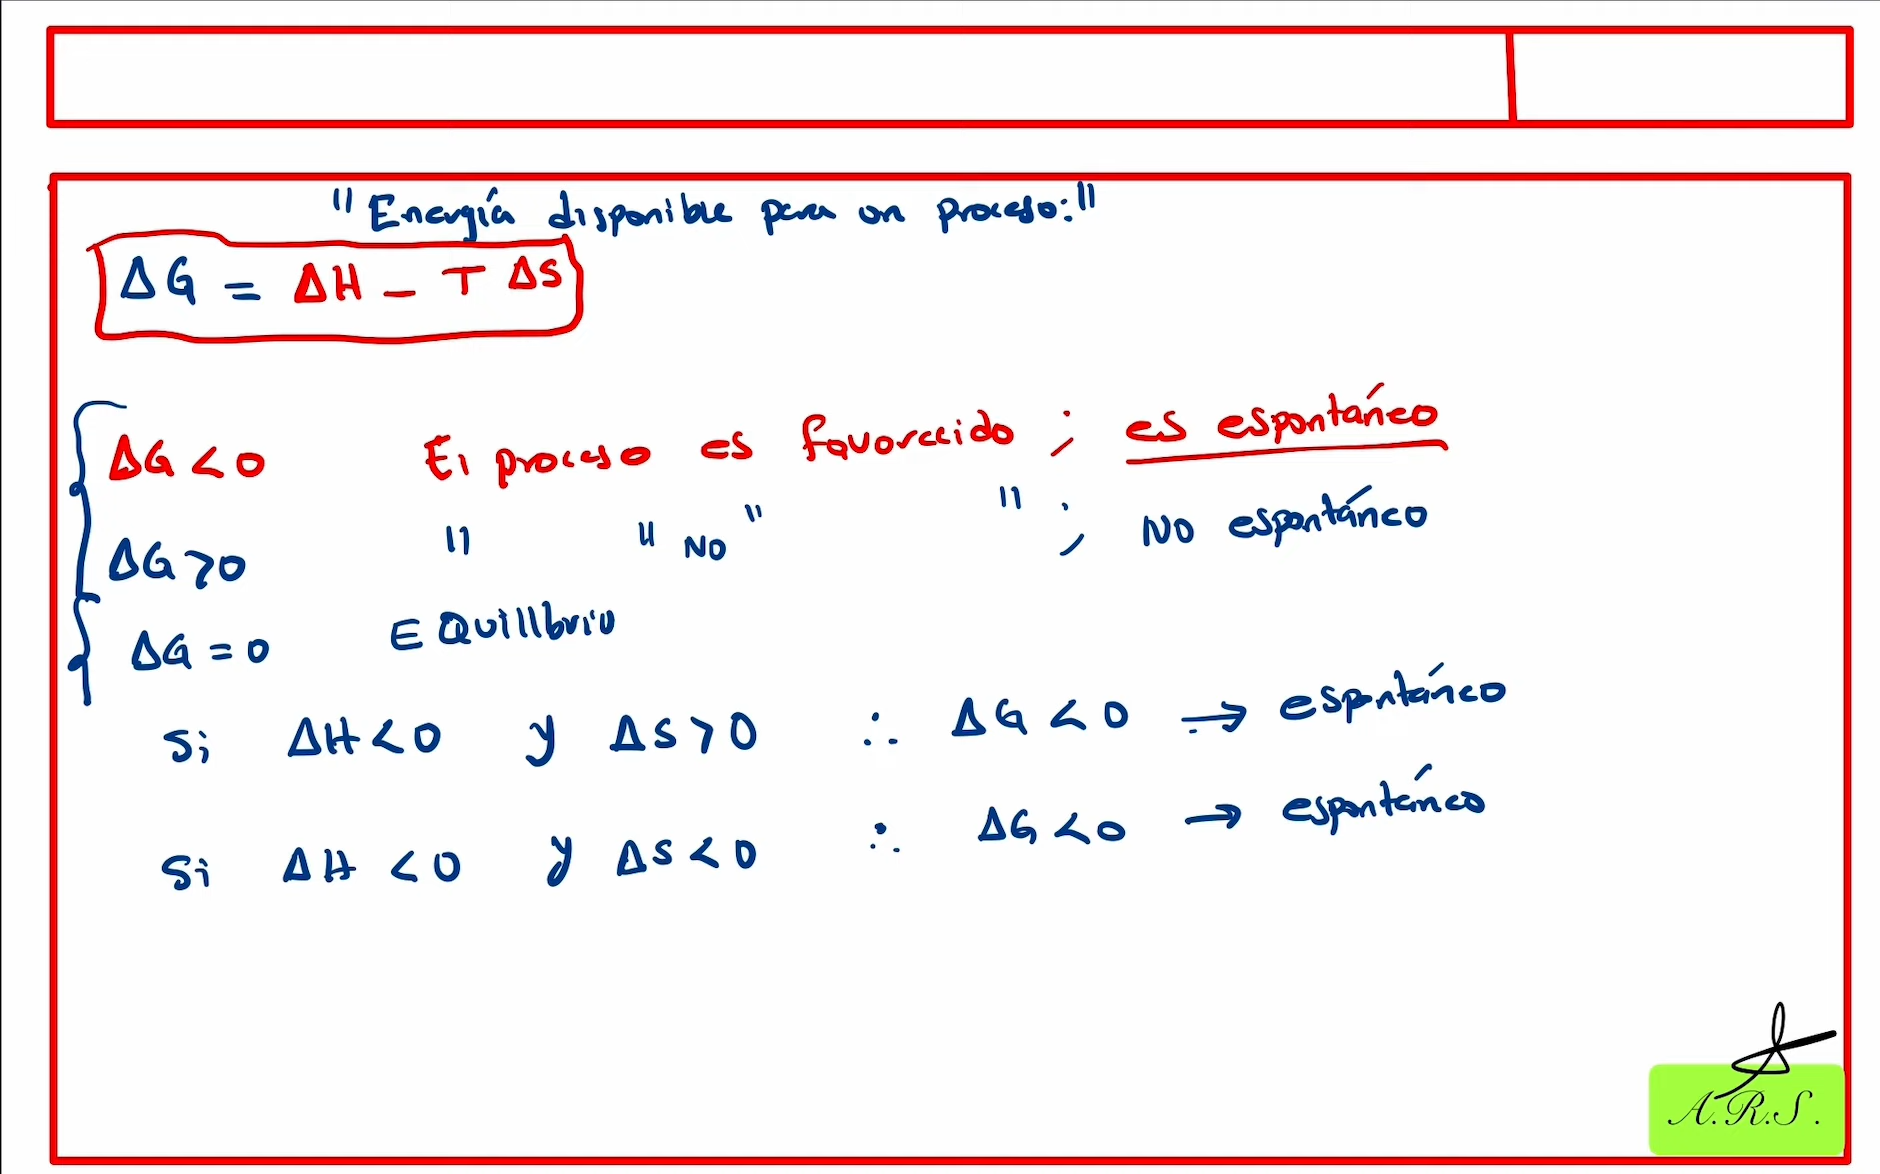 "Energía disponible para un proceso:"
ΔG = ΔH - T ΔS
ΔG < 0 El proceso es favorecido ; es espontáneo
ΔG > 0 " " NO " " ; NO espontáneo
ΔG = 0 EQuilibrio
Si ΔH < 0 y ΔS > 0 ∴ ΔG < 0 → espontáneo
Si ΔH < 0 y ΔS < 0 ∴ ΔG < 0 → espontáneo
A.R.S.